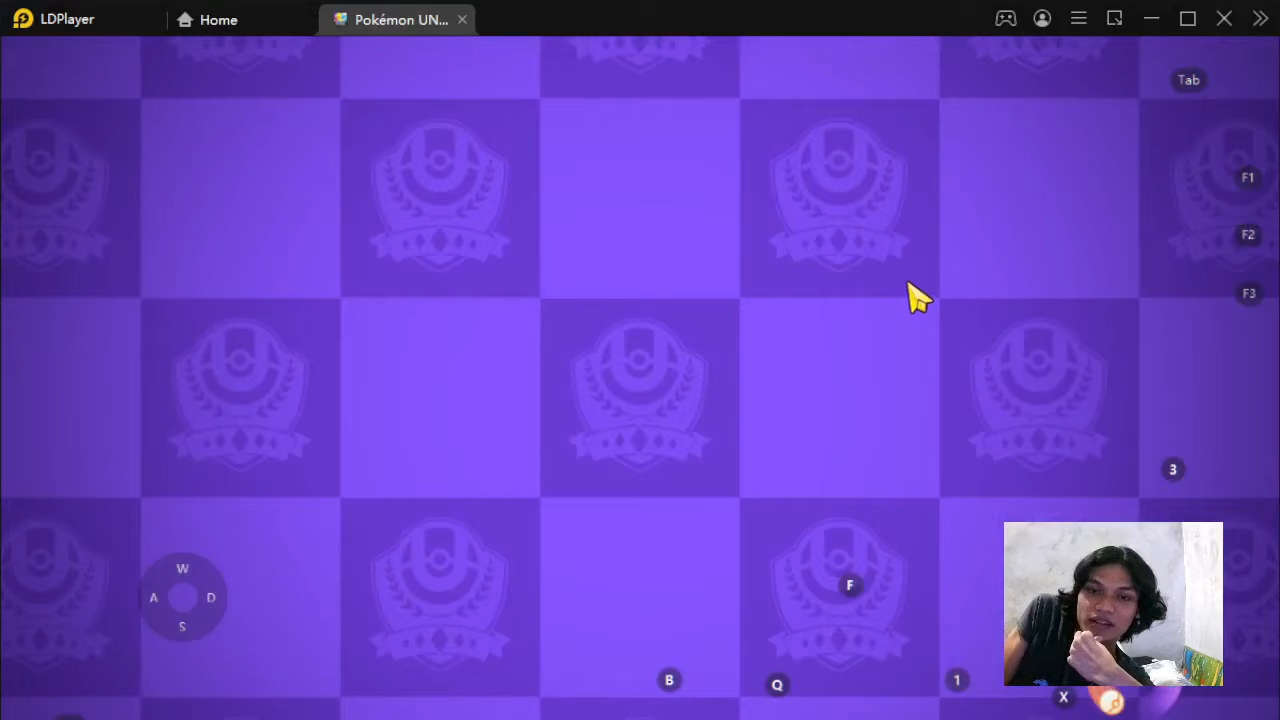 LDPlayer
Home
Pokémon UN...
Tab
F1
F2
F3
3
W
A D
S
F
B
Q
1
X